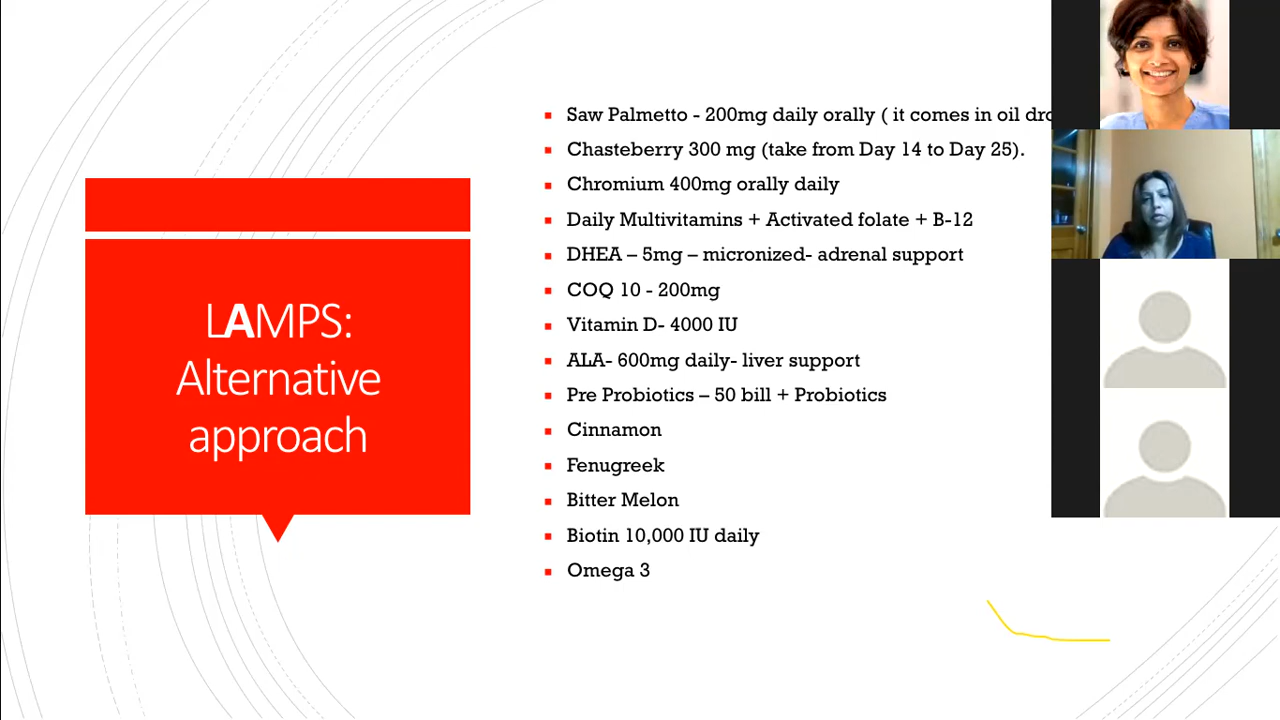 LAMPS:
Alternative
approach
Saw Palmetto - 200mg daily orally ( it comes in oil
Chasteberry 300 mg (take from Day 14 to Day 25).
Chromium 400mg orally daily
Daily Multivitamins + Activated folate + B-12
DHEA – 5mg – micronized- adrenal support
COQ 10 - 200mg
Vitamin D- 4000 IU
ALA- 600mg daily- liver support
Pre Probiotics – 50 bill + Probiotics
Cinnamon
Fenugreek
Bitter Melon
Biotin 10,000 IU daily
Omega 3